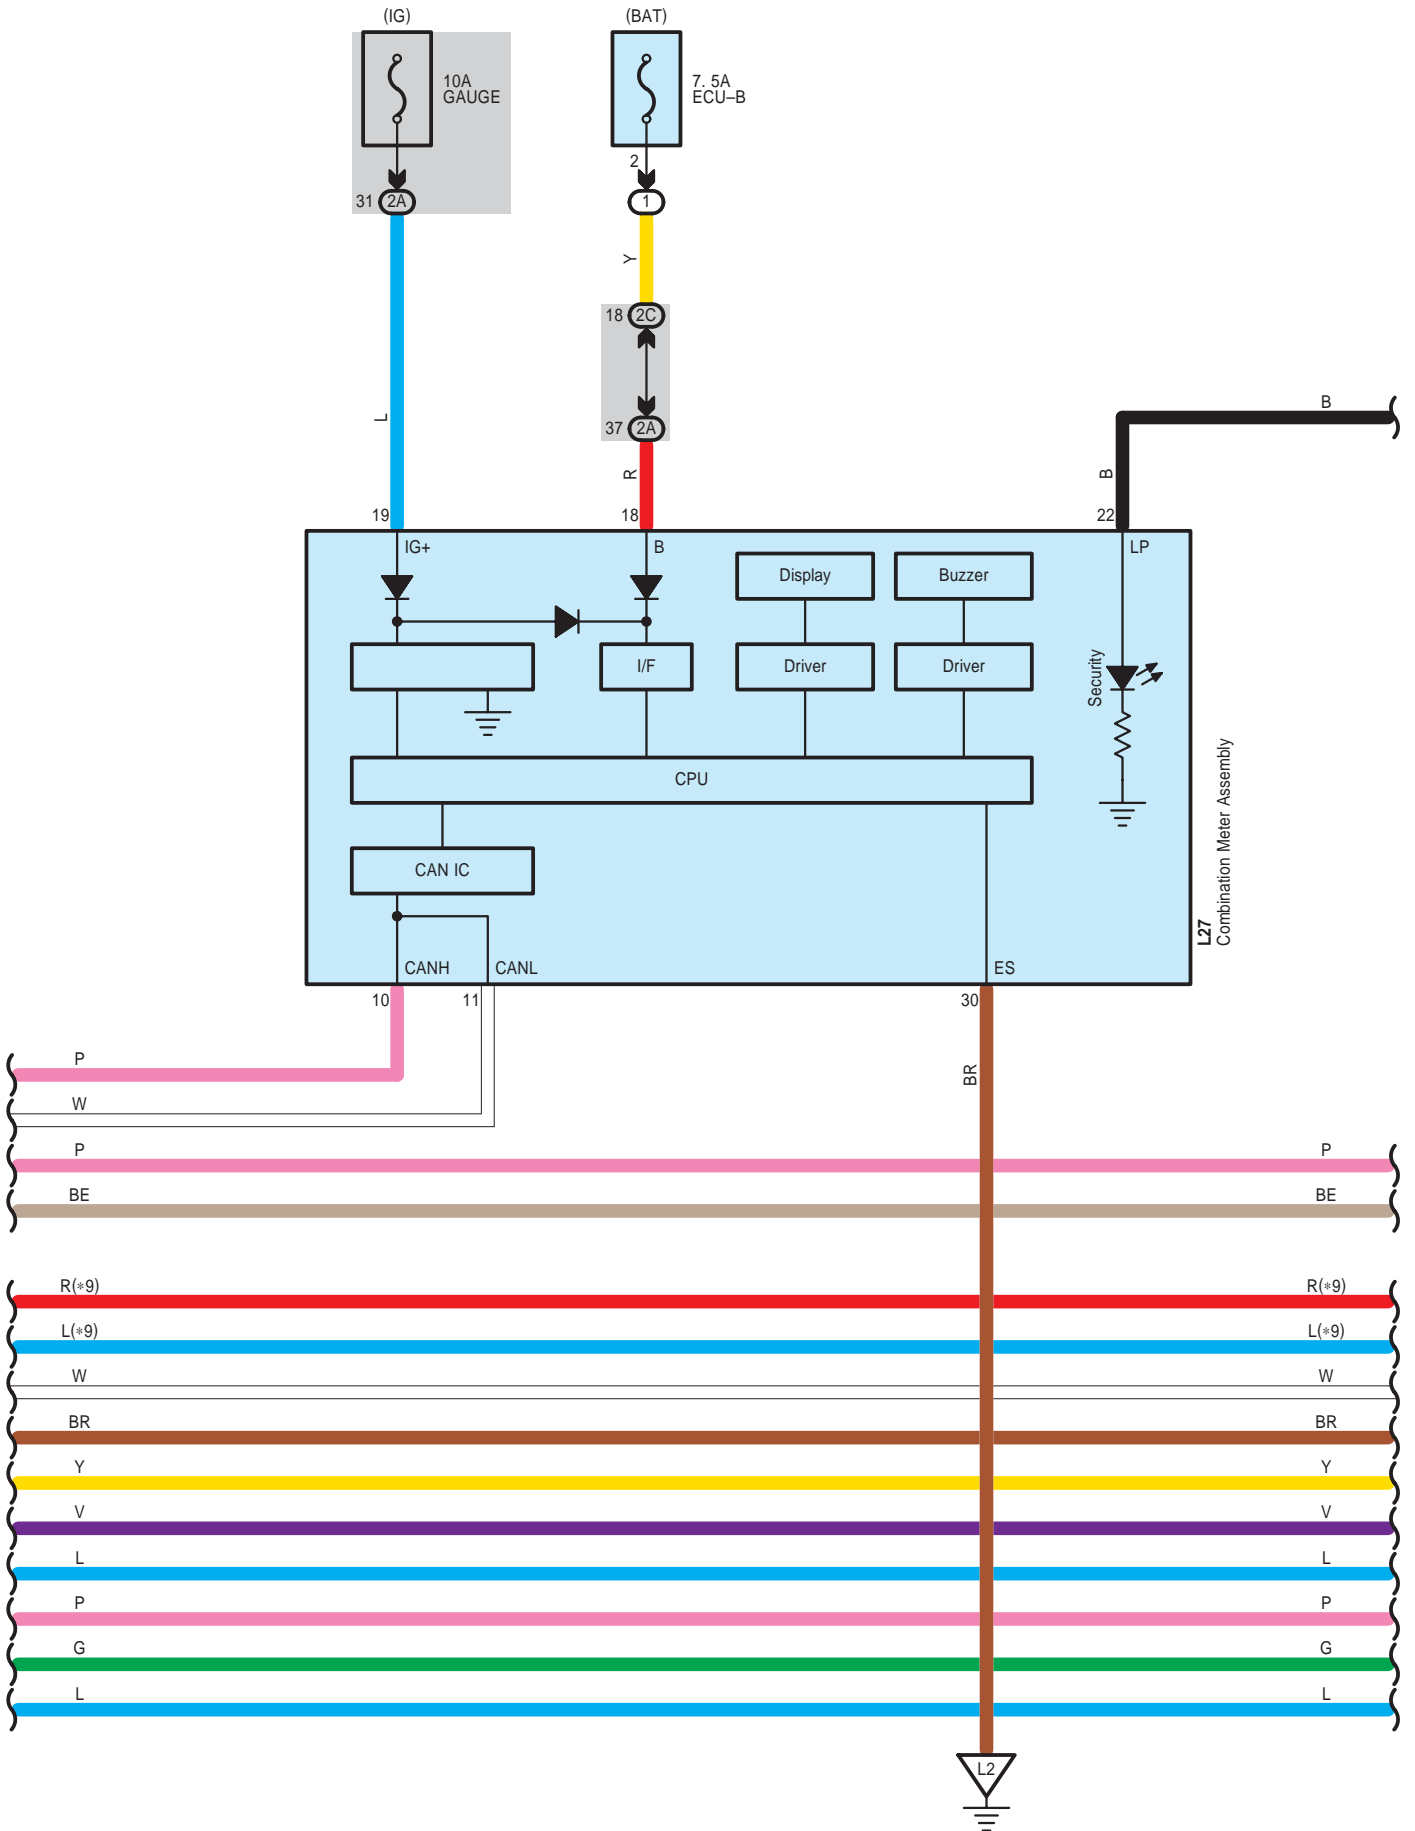 (IG)
(BAT)
10A
GAUGE
7. 5A
ECU–B
2
31
2A
1
Y
18
2C
L
37
2A
B
R
B
19
18
22
IG+
B
LP
Display
Buzzer
I/F
Driver
Driver
Security
CPU
CAN IC
L27
Combination Meter Assembly
CANH
CANL
ES
10
11
30
P
BR
W
P
P
BE
BE
R(∗9)
R(∗9)
L(∗9)
L(∗9)
W
W
BR
BR
Y
Y
V
V
L
L
P
P
G
G
L
L
L2